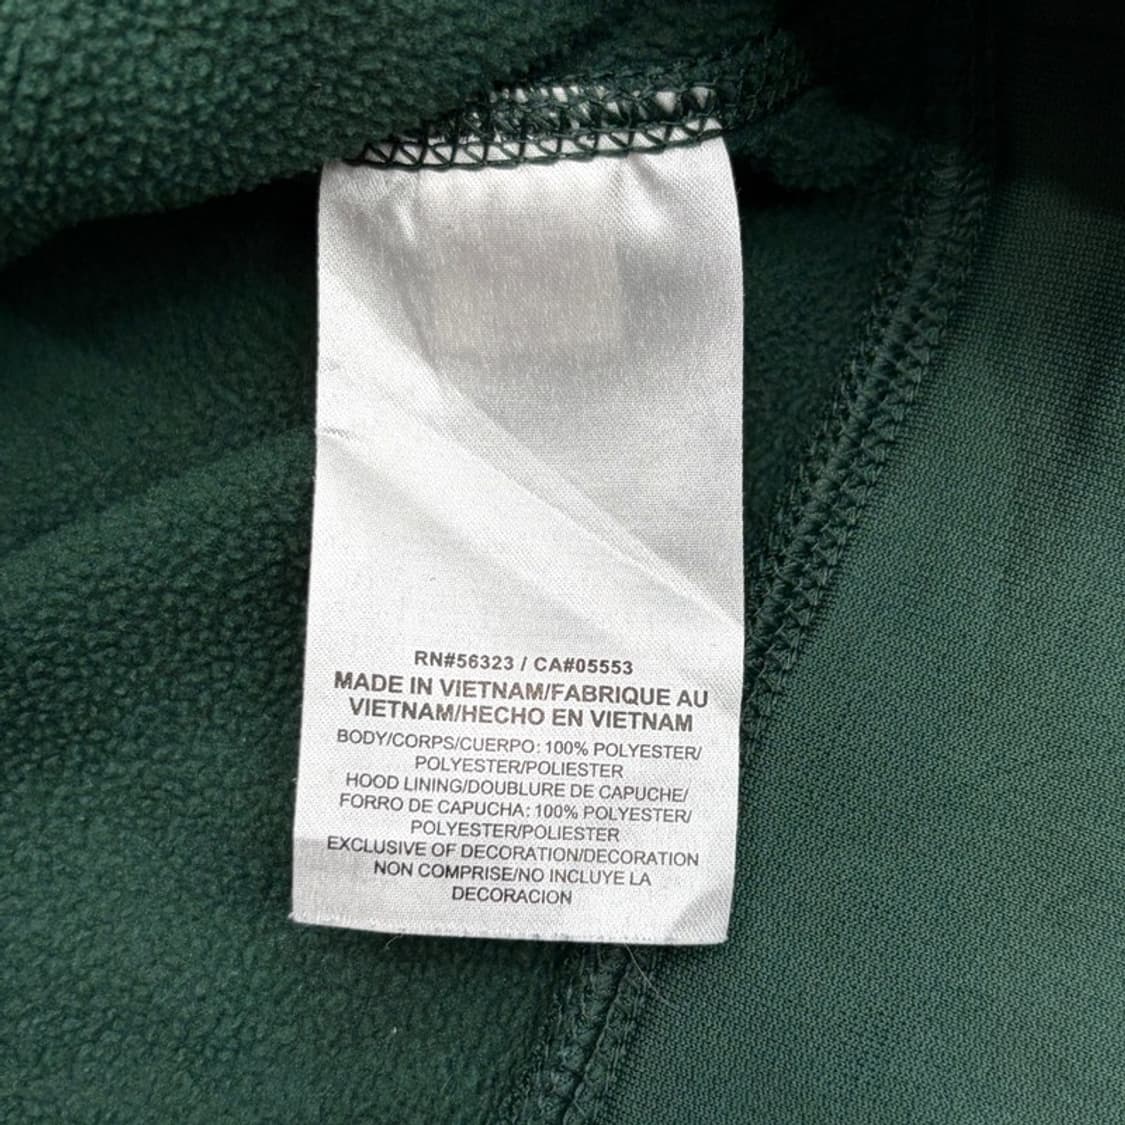 RN#56323 / CA#05553
MADE IN VIETNAM/FABRIQUE AU
VIETNAM/HECHO EN VIETNAM
BODY/CORPS/CUERPO: 100% POLYESTER/
POLYESTER/POLIESTER
HOOD LINING/DOUBLURE DE CAPUCHE/
FORRO DE CAPUCHA: 100% POLYESTER/
POLYESTER/POLIESTER
EXCLUSIVE OF DECORATION/DECORATION
NON COMPRISE/NO INCLUYE LA
DECORACION